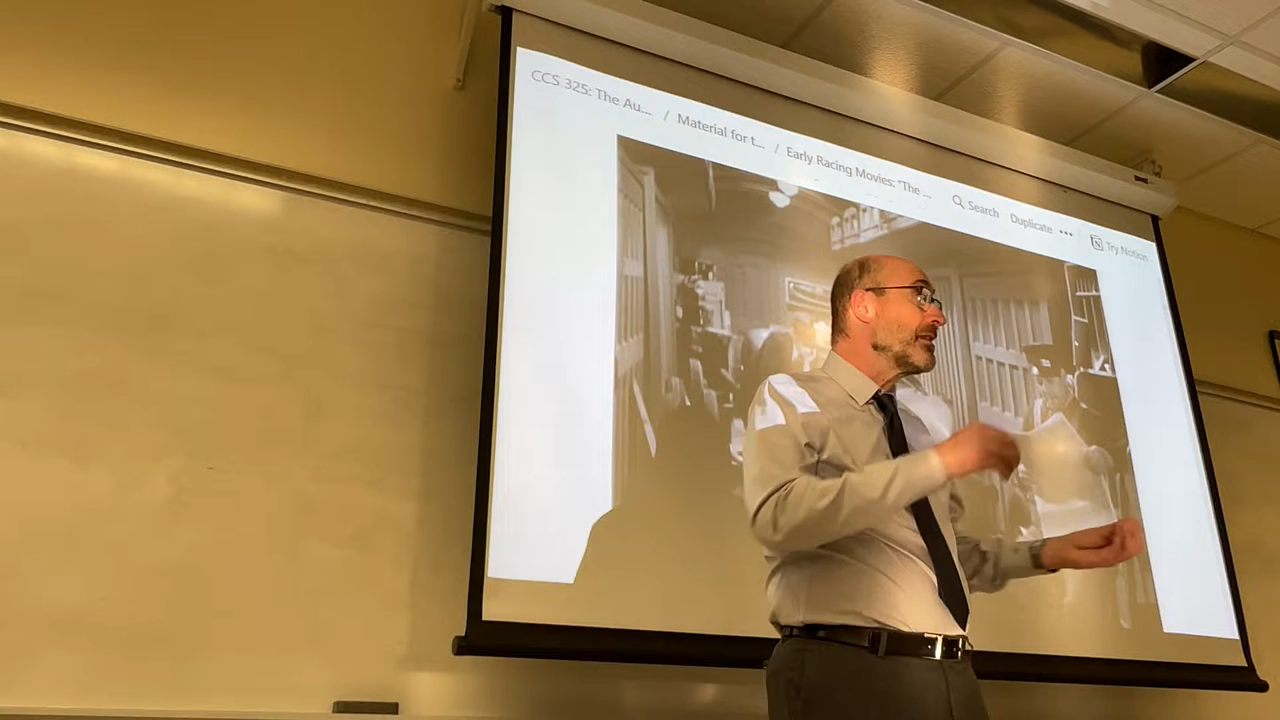 CCS 325: The Au... / Material for t... / Early Racing Movies: "The ... Search Duplicate ••• Try Notion